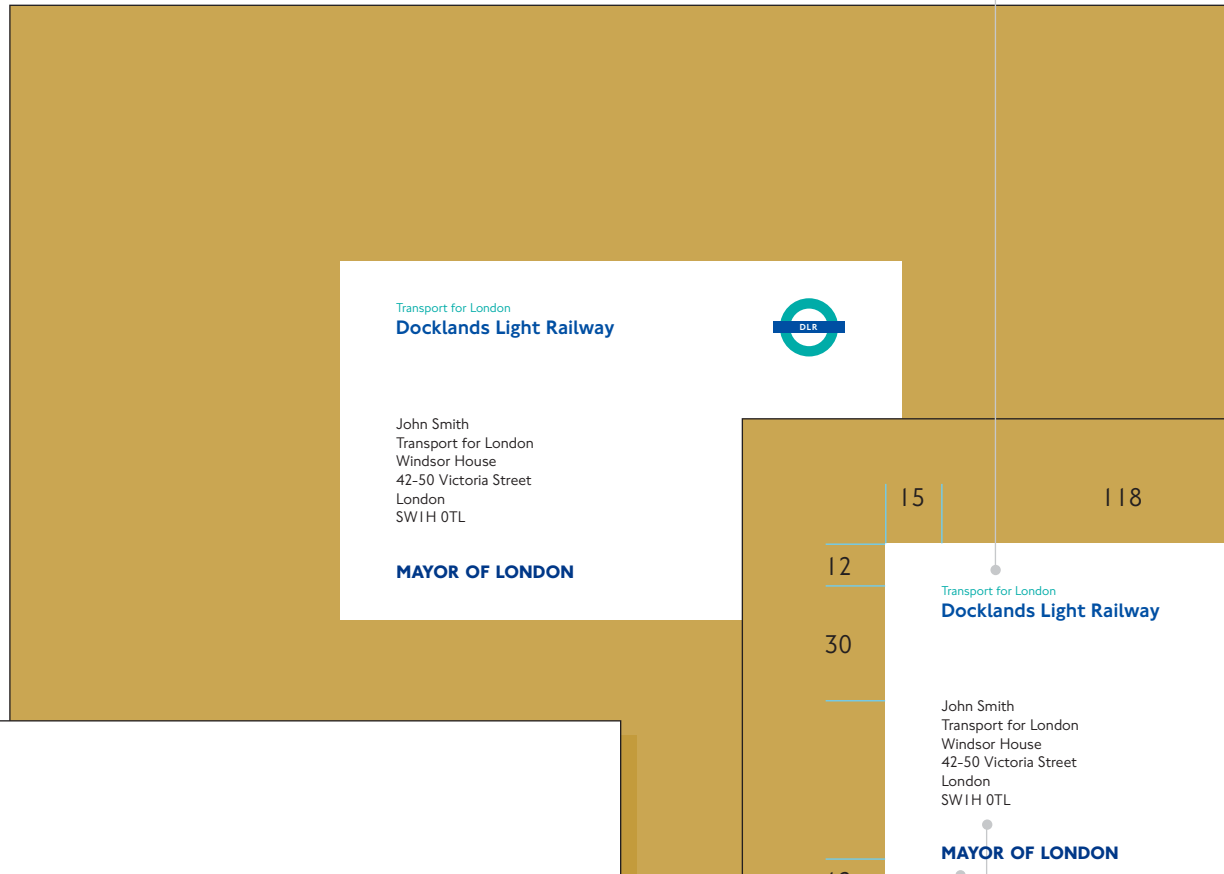 Transport for London
Docklands Light Railway
DLR
John Smith
Transport for London
Windsor House
42-50 Victoria Street
London
SW1H 0TL
MAYOR OF LONDON
15
118
12
30
Transport for London
Docklands Light Railway
John Smith
Transport for London
Windsor House
42-50 Victoria Street
London
SW1H 0TL
MAYOR OF LONDON